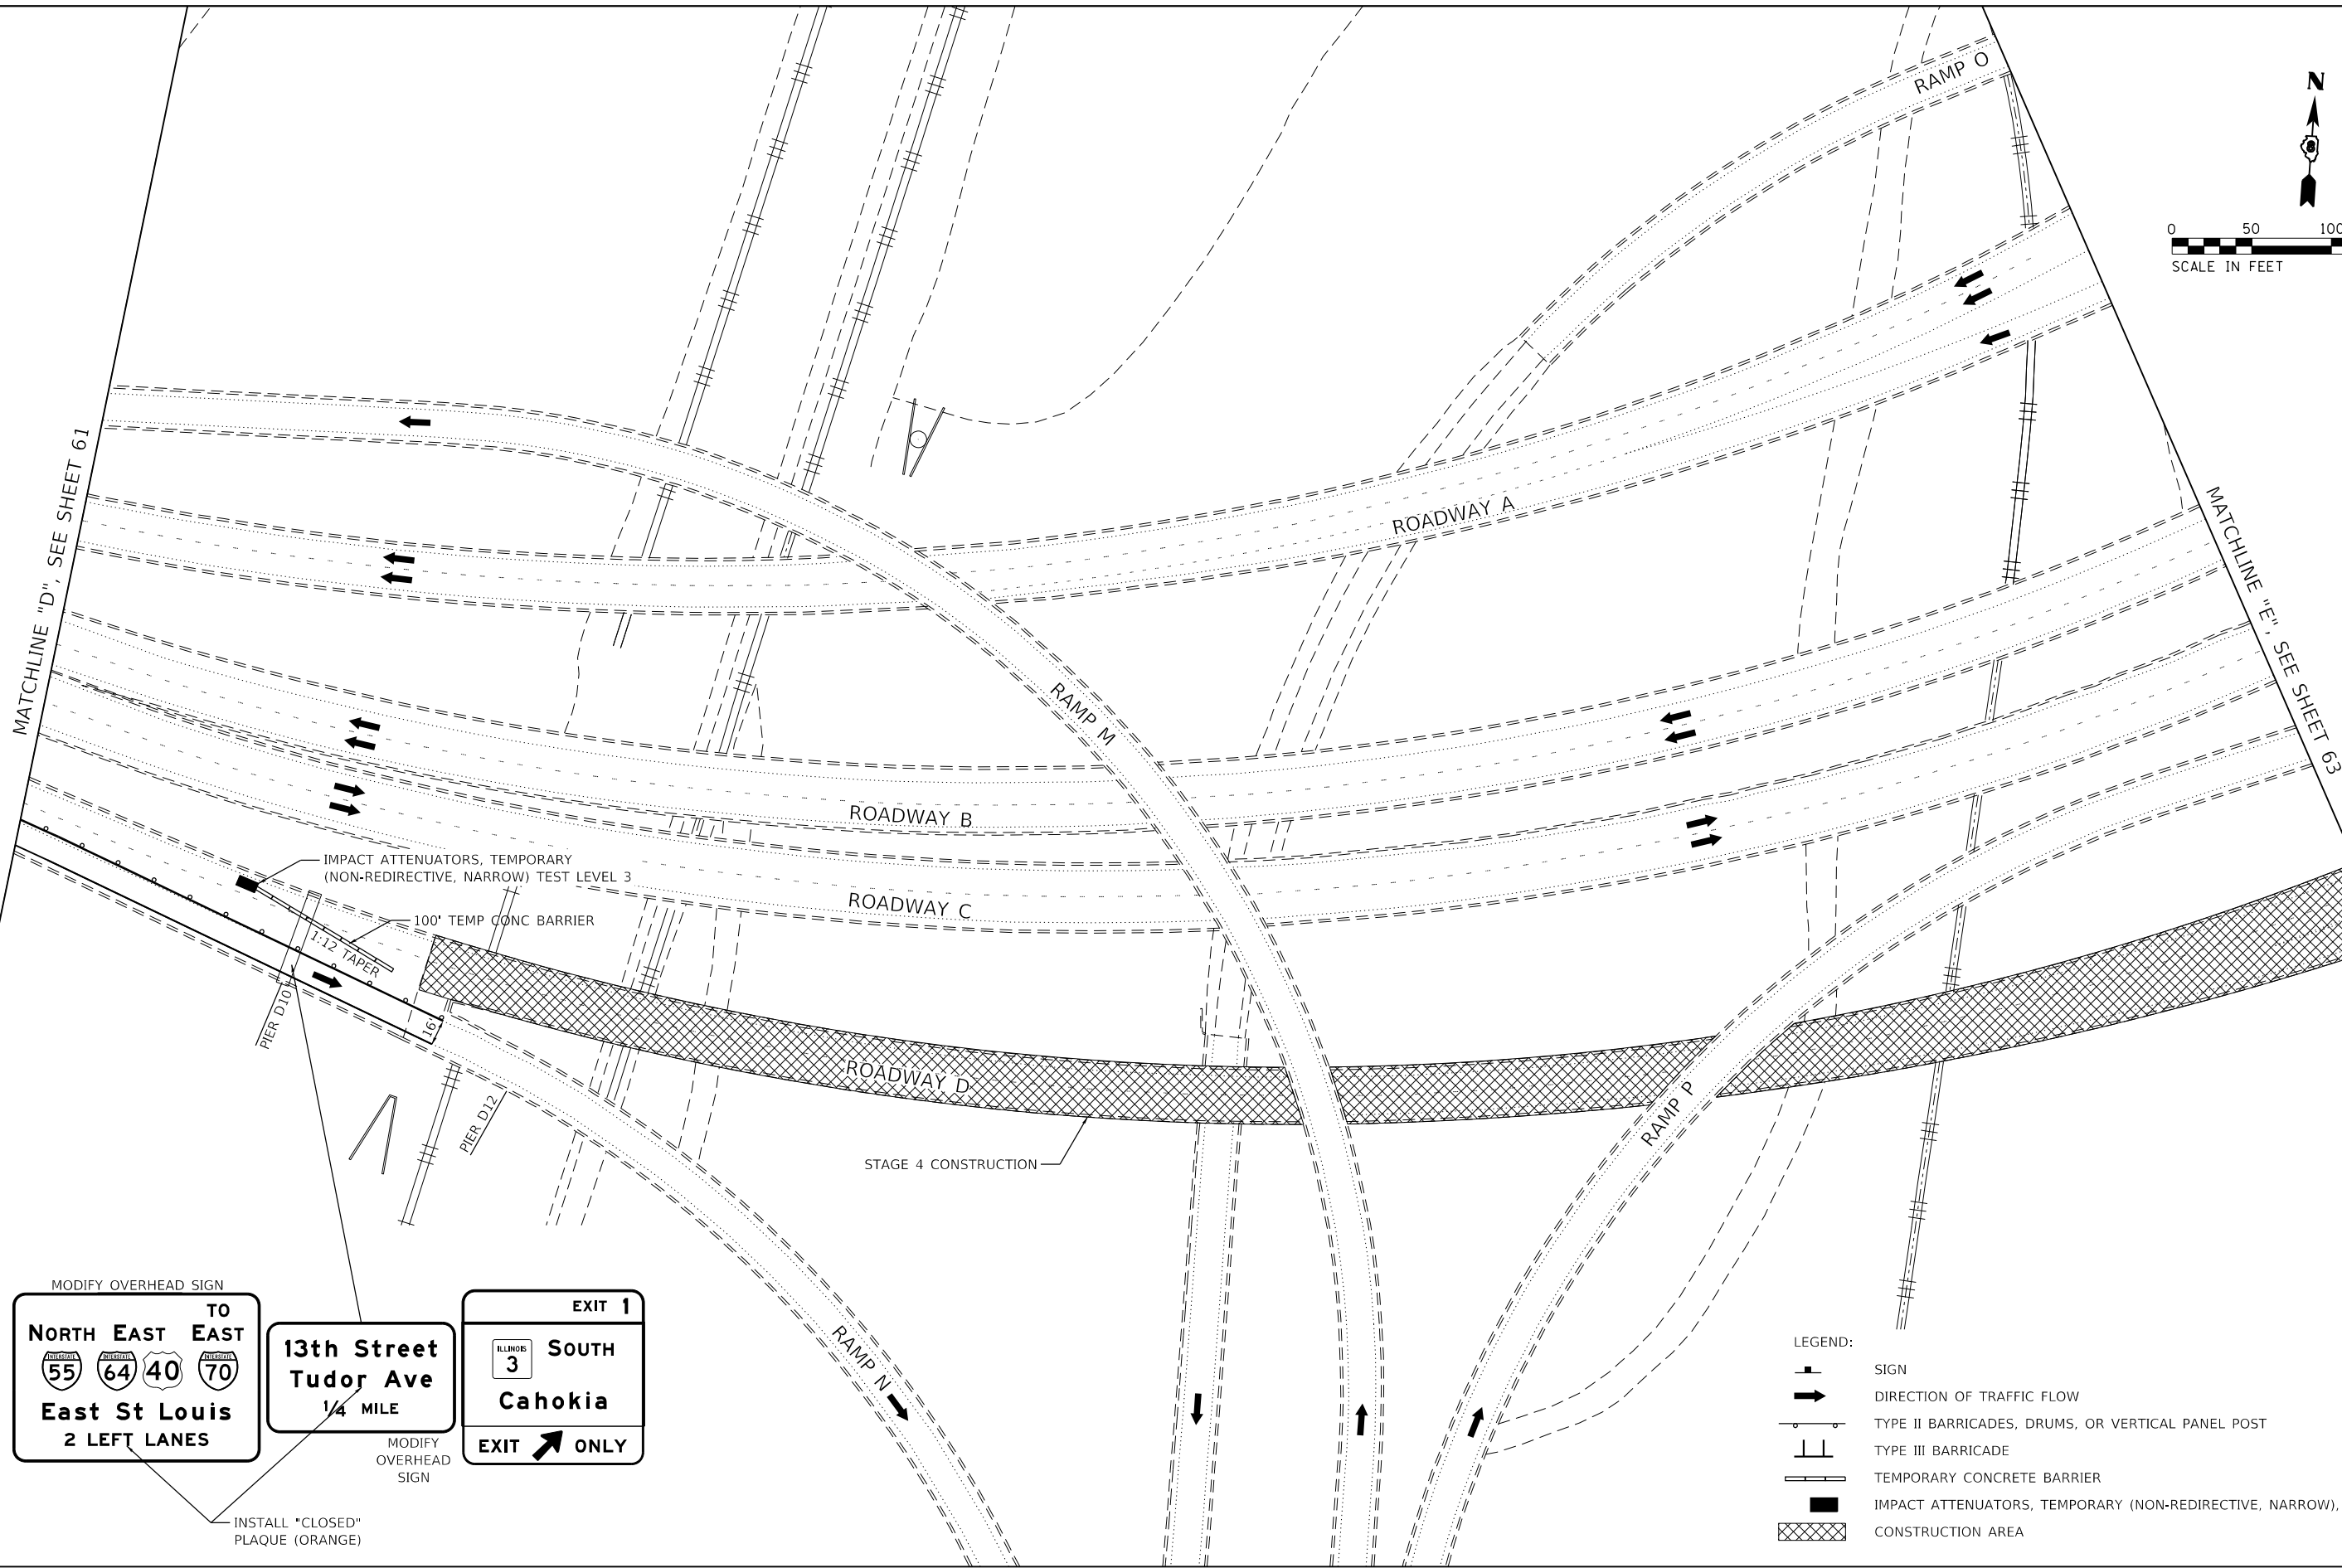 RAMP O
N
8
0 50 100
SCALE IN FEET
MATCHLINE "D", SEE SHEET 61
ROADWAY A
MATCHLINE "E", SEE SHEET 63
RAMP M
ROADWAY B
IMPACT ATTENUATORS, TEMPORARY
(NON-REDIRECTIVE, NARROW) TEST LEVEL 3
ROADWAY C
100' TEMP CONC BARRIER
1:12 TAPER
PIER D10
16'
ROADWAY D
PIER D12
RAMP P
STAGE 4 CONSTRUCTION
RAMP N
MODIFY OVERHEAD SIGN
TO
NORTH EAST EAST
INTERSTATE INTERSTATE INTERSTATE
55 64 40 70
East St Louis
2 LEFT LANES
13th Street
Tudor Ave
1/4 MILE
MODIFY
OVERHEAD
SIGN
EXIT 1
ILLINOIS
3 SOUTH
Cahokia
EXIT ONLY
INSTALL "CLOSED"
PLAQUE (ORANGE)
LEGEND:
SIGN
DIRECTION OF TRAFFIC FLOW
TYPE II BARRICADES, DRUMS, OR VERTICAL PANEL POST
TYPE III BARRICADE
TEMPORARY CONCRETE BARRIER
IMPACT ATTENUATORS, TEMPORARY (NON-REDIRECTIVE, NARROW),
CONSTRUCTION AREA